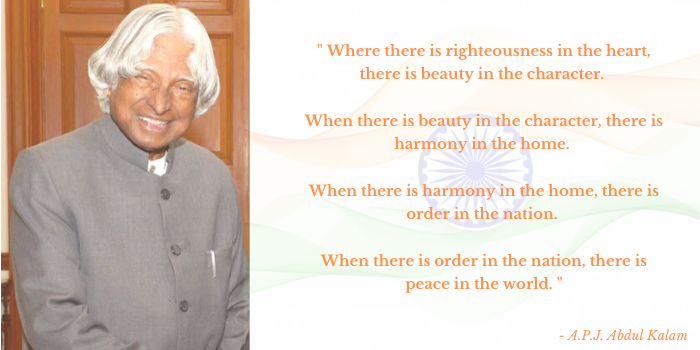 " Where there is righteousness in the heart,
there is beauty in the character.
When there is beauty in the character, there is
harmony in the home.
When there is harmony in the home, there is
order in the nation.
When there is order in the nation, there is
peace in the world. "
- A.P.J. Abdul Kalam